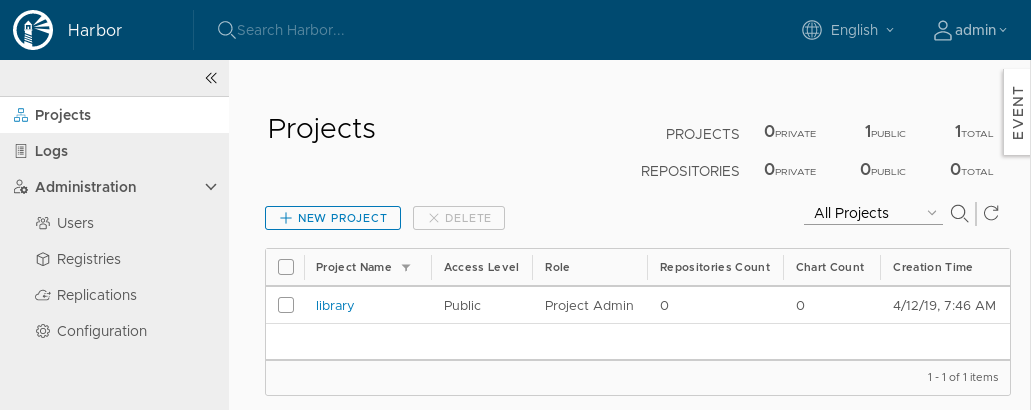 Harbor
Search Harbor...
English
admin
Projects
Logs
Administration
Users
Registries
Replications
Configuration
EVENT
Projects
PROJECTS 0PRIVATE 1PUBLIC 1TOTAL
REPOSITORIES 0PRIVATE 0PUBLIC 0TOTAL
NEW PROJECT DELETE All Projects
Project Name Access Level Role Repositories Count Chart Count Creation Time
library Public Project Admin 0 0 4/12/19, 7:46 AM
1 - 1 of 1 items